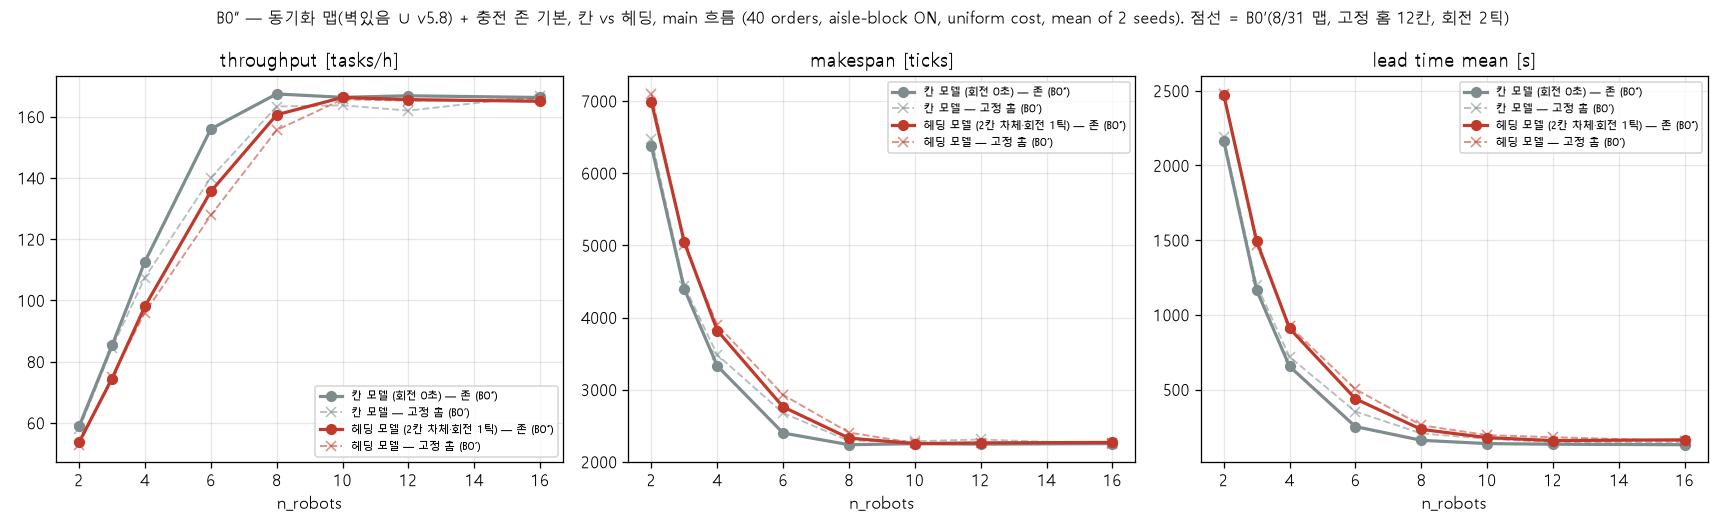 B0″ — 동기화 맵(벽있음 ∪ v5.8) + 충전 존 기본, 칸 vs 헤딩, main 흐름 (40 orders, aisle-block ON, uniform cost, mean of 2 seeds). 점선 = B0′(8/31 맵, 고정 홈 12칸, 회전 2틱)
throughput [tasks/h]
160
140
120
100
80
60
2 4 6 8 10 12 14 16
n_robots
칸 모델 (회전 0초) — 존 (B0″)
칸 모델 — 고정 홈 (B0′)
헤딩 모델 (2칸 차체·회전 1틱) — 존 (B0″)
헤딩 모델 — 고정 홈 (B0′)
makespan [ticks]
7000
6000
5000
4000
3000
2000
2 4 6 8 10 12 14 16
n_robots
칸 모델 (회전 0초) — 존 (B0″)
칸 모델 — 고정 홈 (B0′)
헤딩 모델 (2칸 차체·회전 1틱) — 존 (B0″)
헤딩 모델 — 고정 홈 (B0′)
lead time mean [s]
2500
2000
1500
1000
500
2 4 6 8 10 12 14 16
n_robots
칸 모델 (회전 0초) — 존 (B0″)
칸 모델 — 고정 홈 (B0′)
헤딩 모델 (2칸 차체·회전 1틱) — 존 (B0″)
헤딩 모델 — 고정 홈 (B0′)